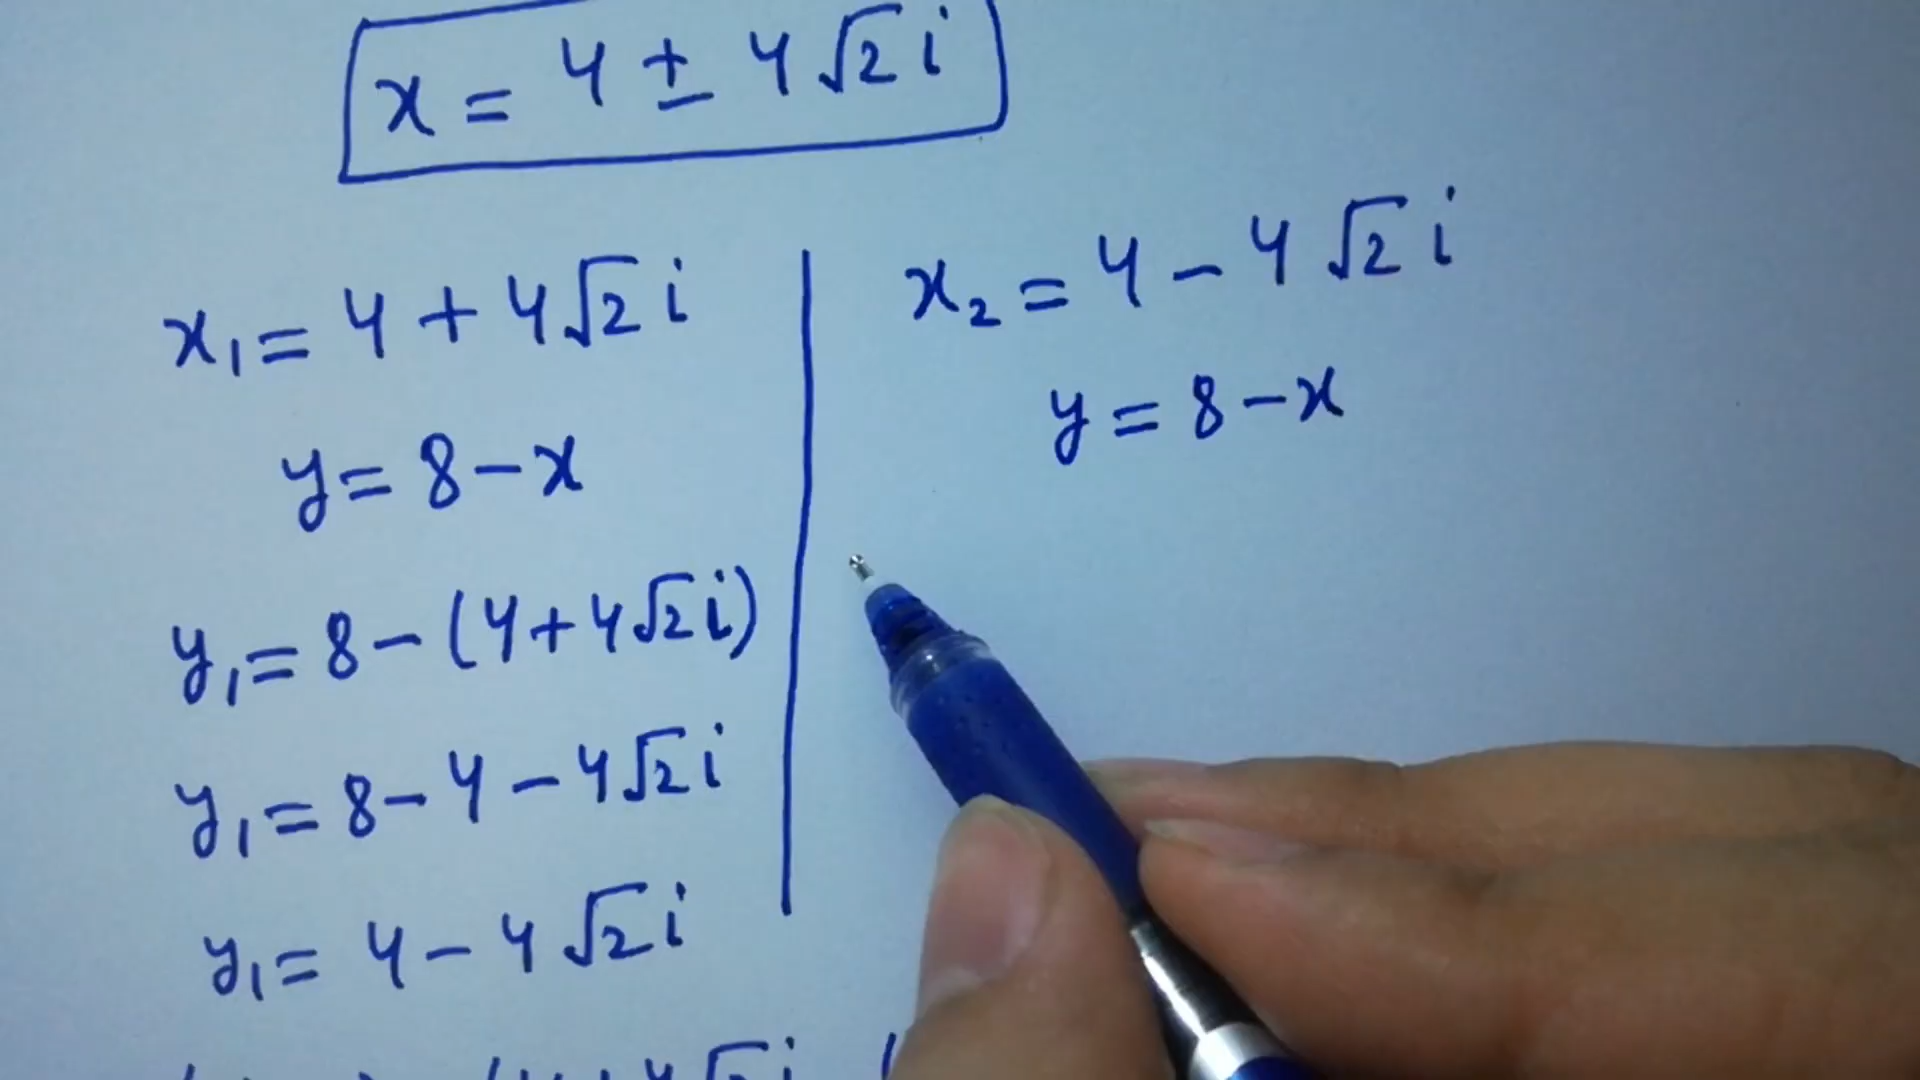 x = 4 ± 4√2 i
x₁ = 4 + 4√2 i
y = 8 - x
y₁ = 8 - (4 + 4√2 i)
y₁ = 8 - 4 - 4√2 i
y₁ = 4 - 4√2 i
x₂ = 4 - 4√2 i
y = 8 - x